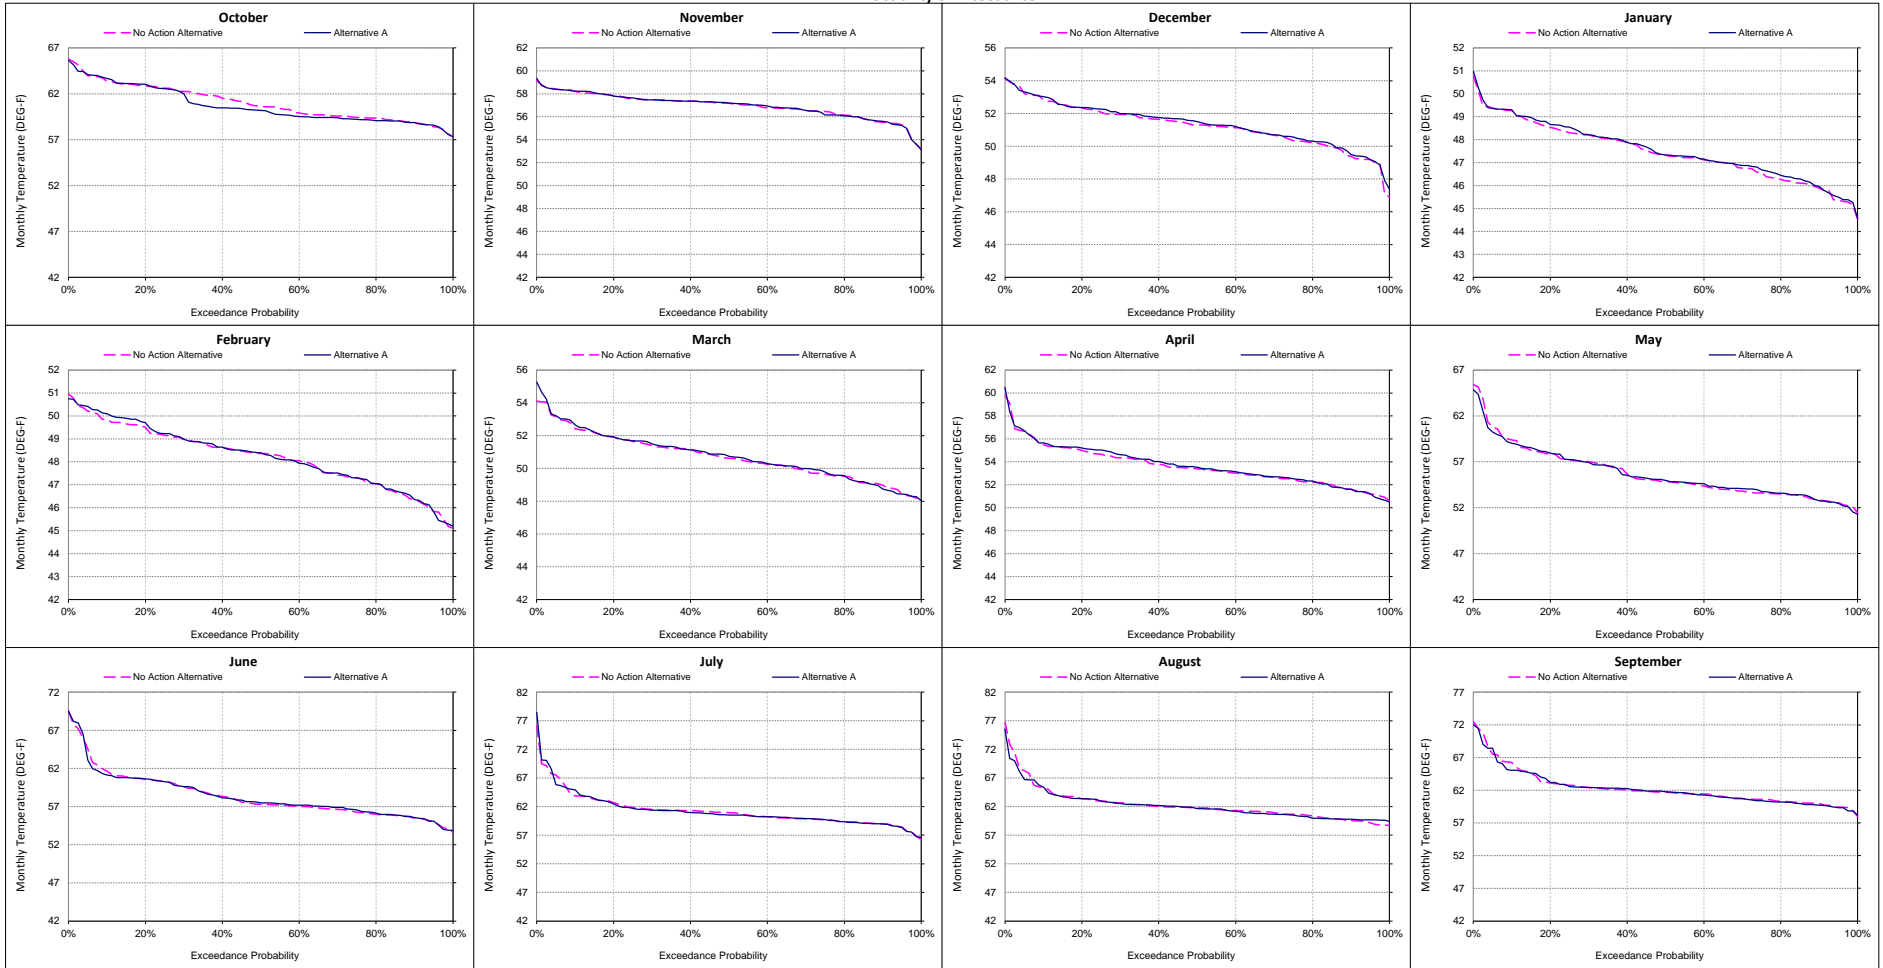 October
No Action Alternative Alternative A
67
62
57
52
47
42
0% 20% 40% 60% 80% 100%
Monthly Temperature (DEG-F)
Exceedance Probability
November
No Action Alternative Alternative A
62
60
58
56
54
52
50
48
46
44
42
0% 20% 40% 60% 80% 100%
Monthly Temperature (DEG-F)
Exceedance Probability
December
No Action Alternative Alternative A
56
54
52
50
48
46
44
42
0% 20% 40% 60% 80% 100%
Monthly Temperature (DEG-F)
Exceedance Probability
January
No Action Alternative Alternative A
52
51
50
49
48
47
46
45
44
43
42
0% 20% 40% 60% 80% 100%
Monthly Temperature (DEG-F)
Exceedance Probability
February
No Action Alternative Alternative A
52
51
50
49
48
47
46
45
44
43
42
0% 20% 40% 60% 80% 100%
Monthly Temperature (DEG-F)
Exceedance Probability
March
No Action Alternative Alternative A
56
54
52
50
48
46
44
42
0% 20% 40% 60% 80% 100%
Monthly Temperature (DEG-F)
Exceedance Probability
April
No Action Alternative Alternative A
62
60
58
56
54
52
50
48
46
44
42
0% 20% 40% 60% 80% 100%
Monthly Temperature (DEG-F)
Exceedance Probability
May
No Action Alternative Alternative A
67
62
57
52
47
42
0% 20% 40% 60% 80% 100%
Monthly Temperature (DEG-F)
Exceedance Probability
June
No Action Alternative Alternative A
72
67
62
57
52
47
42
0% 20% 40% 60% 80% 100%
Monthly Temperature (DEG-F)
Exceedance Probability
July
No Action Alternative Alternative A
82
77
72
67
62
57
52
47
42
0% 20% 40% 60% 80% 100%
Monthly Temperature (DEG-F)
Exceedance Probability
August
No Action Alternative Alternative A
82
77
72
67
62
57
52
47
42
0% 20% 40% 60% 80% 100%
Monthly Temperature (DEG-F)
Exceedance Probability
September
No Action Alternative Alternative A
77
72
67
62
57
52
47
42
0% 20% 40% 60% 80% 100%
Monthly Temperature (DEG-F)
Exceedance Probability